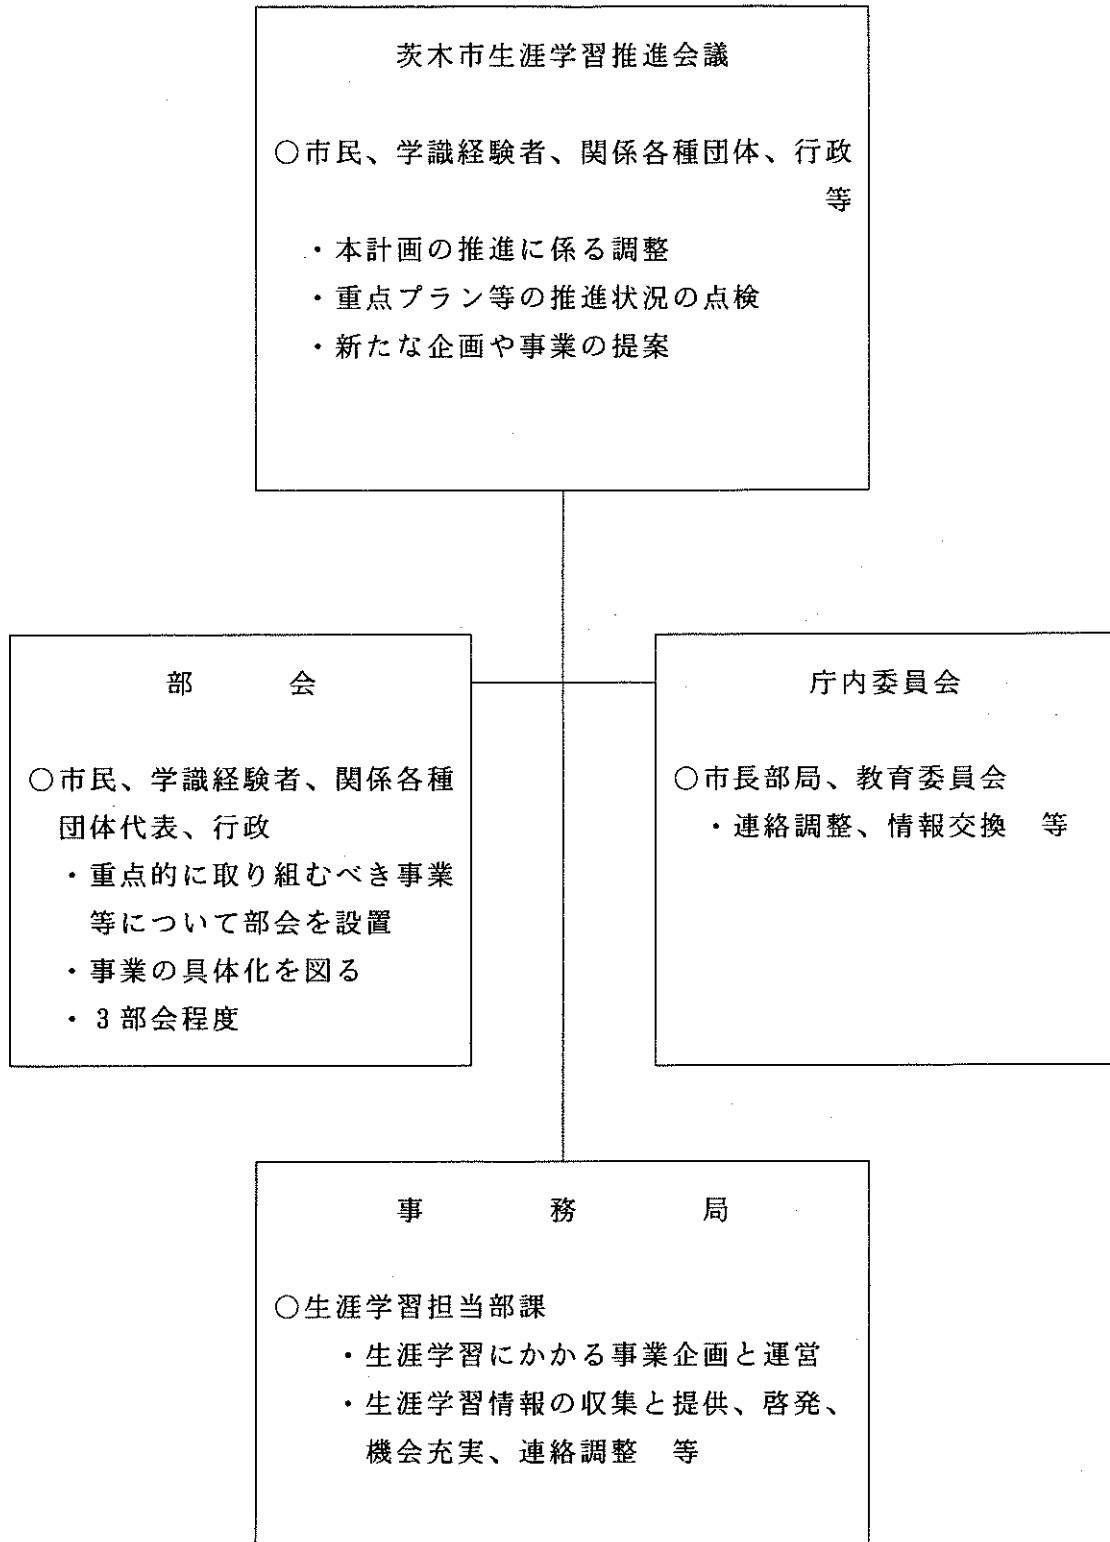 茨木市生涯学習推進会議
○市民、学識経験者、関係各種団体、行政
等
・本計画の推進に係る調整
・重点プラン等の推進状況の点検
・新たな企画や事業の提案
部　会
○市民、学識経験者、関係各種
団体代表、行政
・重点的に取り組むべき事業
等について部会を設置
・事業の具体化を図る
・3部会程度
庁内委員会
○市長部局、教育委員会
・連絡調整、情報交換　等
事　務　局
○生涯学習担当部課
・生涯学習にかかる事業企画と運営
・生涯学習情報の収集と提供、啓発、
機会充実、連絡調整　等